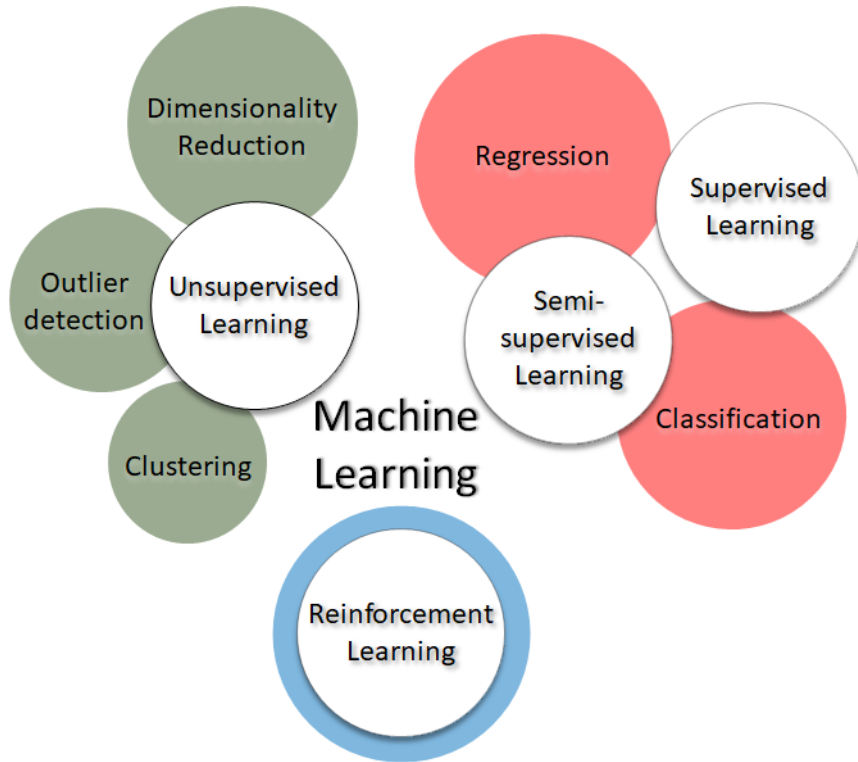 Dimensionality
Reduction
Regression
Supervised
Learning
Outlier
detection
Unsupervised
Learning
Semi-
supervised
Learning
Machine
Learning
Classification
Clustering
Reinforcement
Learning